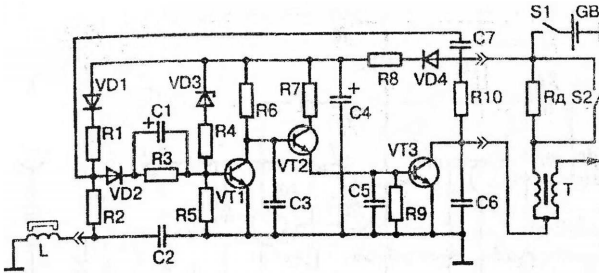 S1 GB
C7
VD1 VD3 R8 VD4
C1 R6 R7 C4 R10 Rд S2
R1 R3 R4
VD2 VT1 VT2 VT3 T
R2 R5 C3 C5 R9 C6
L C2
+
+